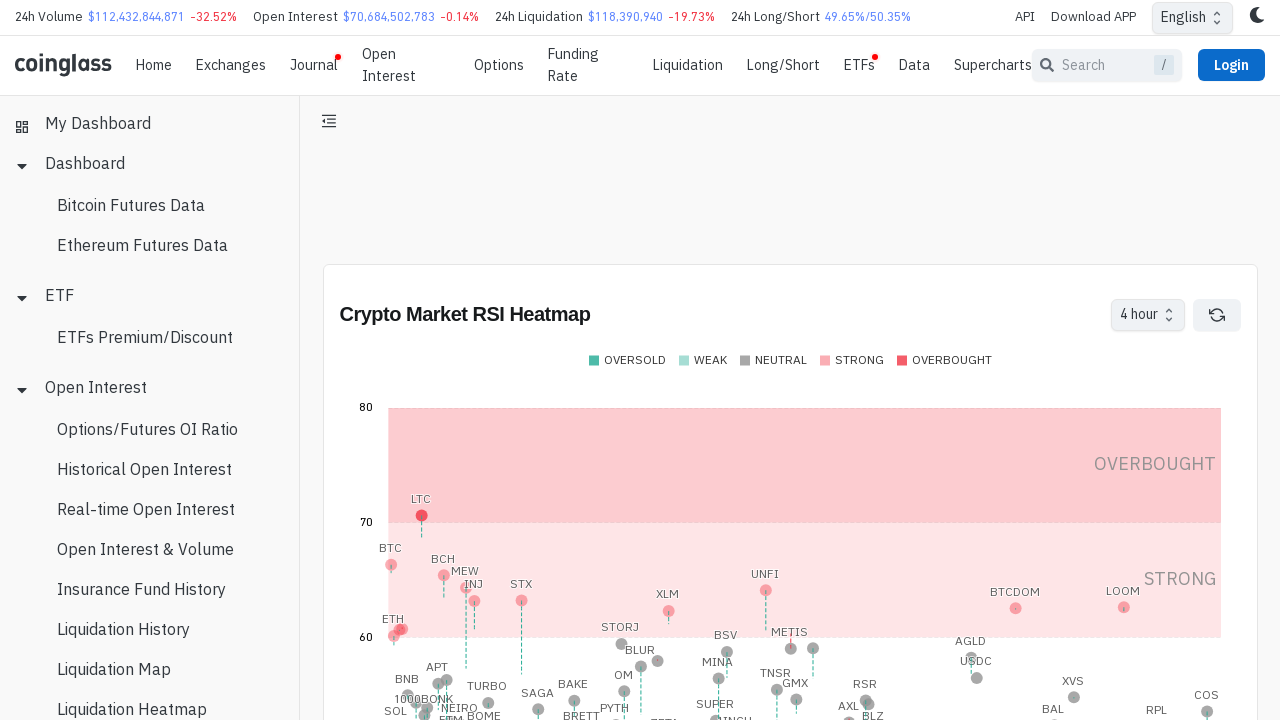 24h Volume $112,432,844,871 -32.52% Open Interest $70,684,502,783 -0.14% 24h Liquidation $118,390,940 -19.73% 24h Long/Short 49.65%/50.35% API Download APP English
coinglass Home Exchanges Journal Open Interest Options Funding Rate Liquidation Long/Short ETFs Data Supercharts Search / Login
My Dashboard
Dashboard
Bitcoin Futures Data
Ethereum Futures Data
ETF
ETFs Premium/Discount
Open Interest
Options/Futures OI Ratio
Historical Open Interest
Real-time Open Interest
Open Interest & Volume
Insurance Fund History
Liquidation History
Liquidation Map
Liquidation Heatmap
Crypto Market RSI Heatmap 4 hour
OVERSOLD WEAK NEUTRAL STRONG OVERBOUGHT
80
OVERBOUGHT
LTC
70
BTC
BCH
MEW UNFI
STRONG
INJ STX
XLM BTCDOM LOOM
ETH
STORJ METIS
60
BSV AGLD
BLUR
MINA USDC
APT OM TNSR
BNB TURBO BAKE GMX RSR XVS
SAGA COS
1000BONK
NEIRO SUPER AXL
SOL PYTH BAL RPL
BOME BRETT BLZ